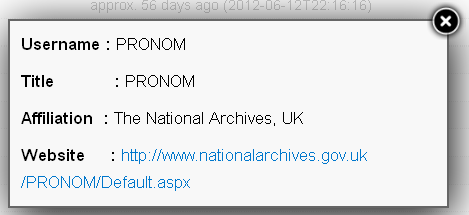 approx. 56 days ago (2012-06-12T22:16:16)
Username : PRONOM
Title : PRONOM
Affiliation : The National Archives, UK
Website : http://www.nationalarchives.gov.uk
/PRONOM/Default.aspx